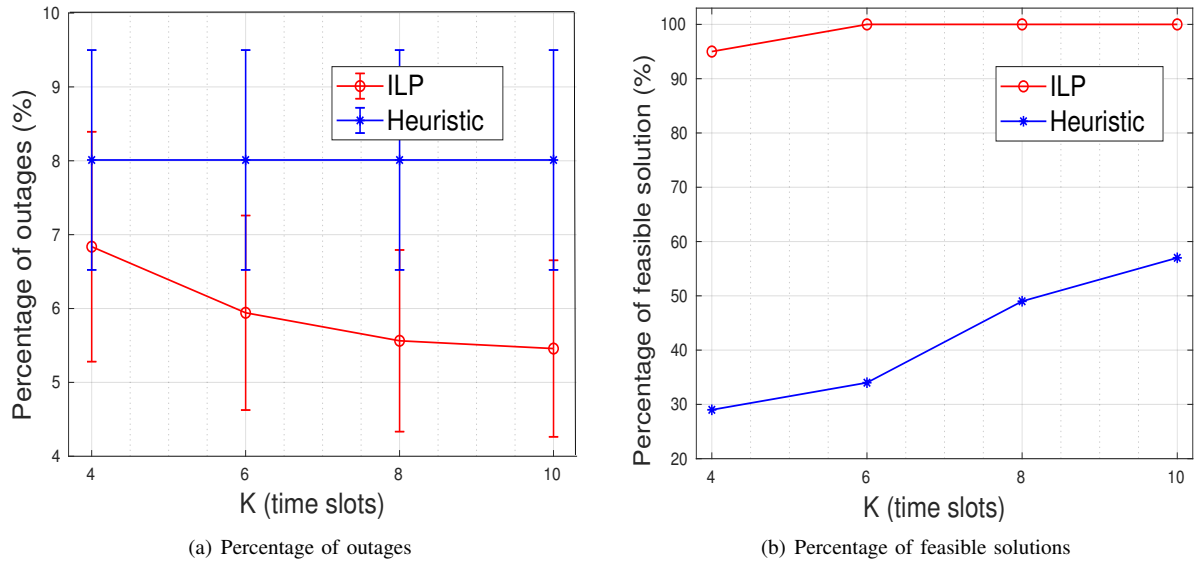 10
9
8
7
6
5
4
4
6
8
10
Percentage of outages (%)
K (time slots)
ILP
Heuristic
(a) Percentage of outages
100
90
80
70
60
50
40
30
20
4
6
8
10
Percentage of feasible solution (%)
K (time slots)
ILP
Heuristic
(b) Percentage of feasible solutions